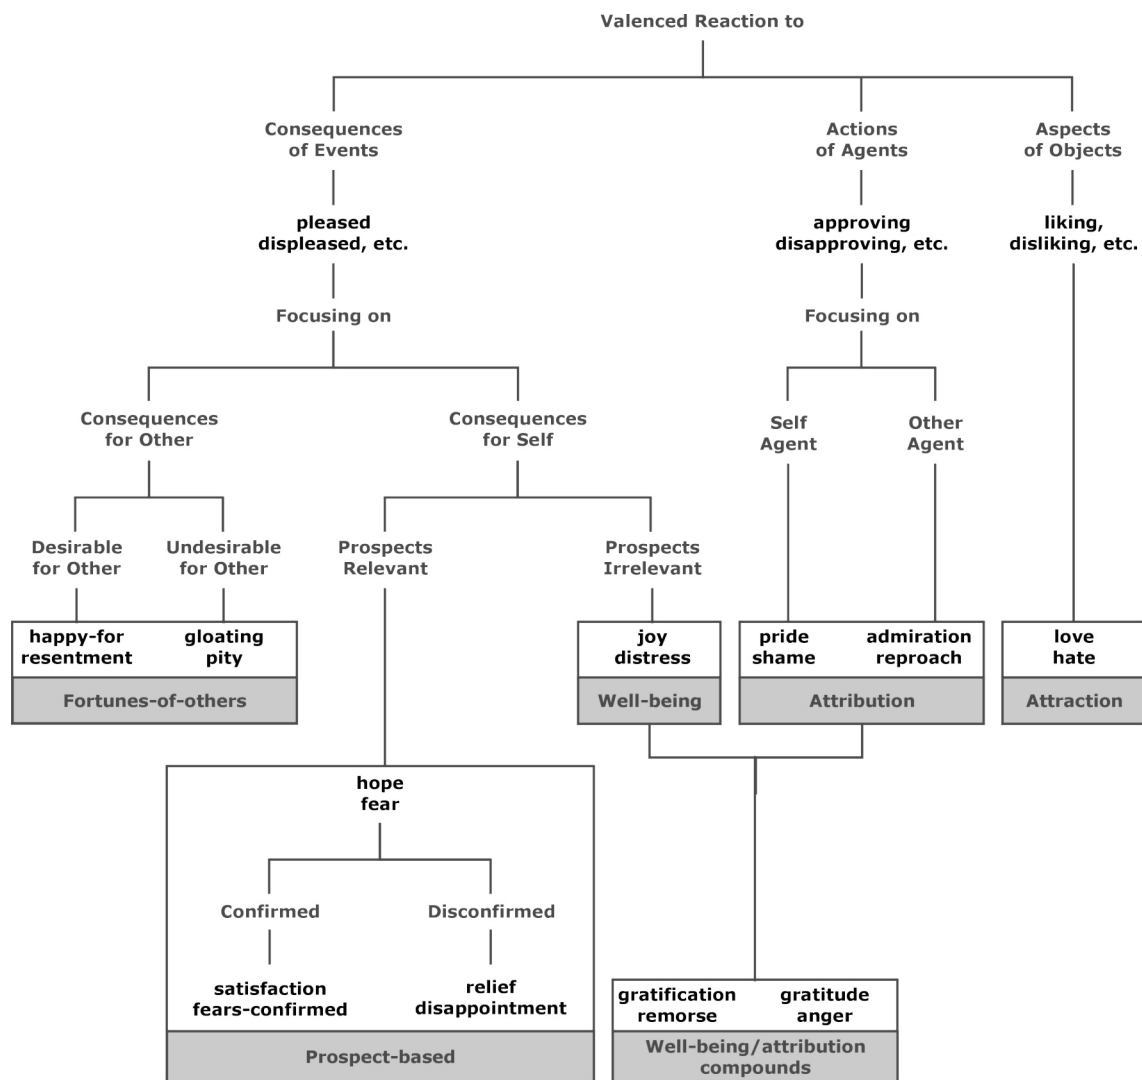 Valenced Reaction to
Consequences
of Events
Actions
of Agents
Aspects
of Objects
pleased
displeased, etc.
approving
disapproving, etc.
liking,
disliking, etc.
Focusing on
Focusing on
Consequences
for Other
Consequences
for Self
Self
Agent
Other
Agent
Desirable
for Other
Undesirable
for Other
Prospects
Relevant
Prospects
Irrelevant
happy-for
resentment
gloating
pity
joy
distress
pride
shame
admiration
reproach
love
hate
Fortunes-of-others
Well-being
Attribution
Attraction
hope
fear
Confirmed
Disconfirmed
satisfaction
fears-confirmed
relief
disappointment
Prospect-based
gratification
remorse
gratitude
anger
Well-being/attribution
compounds